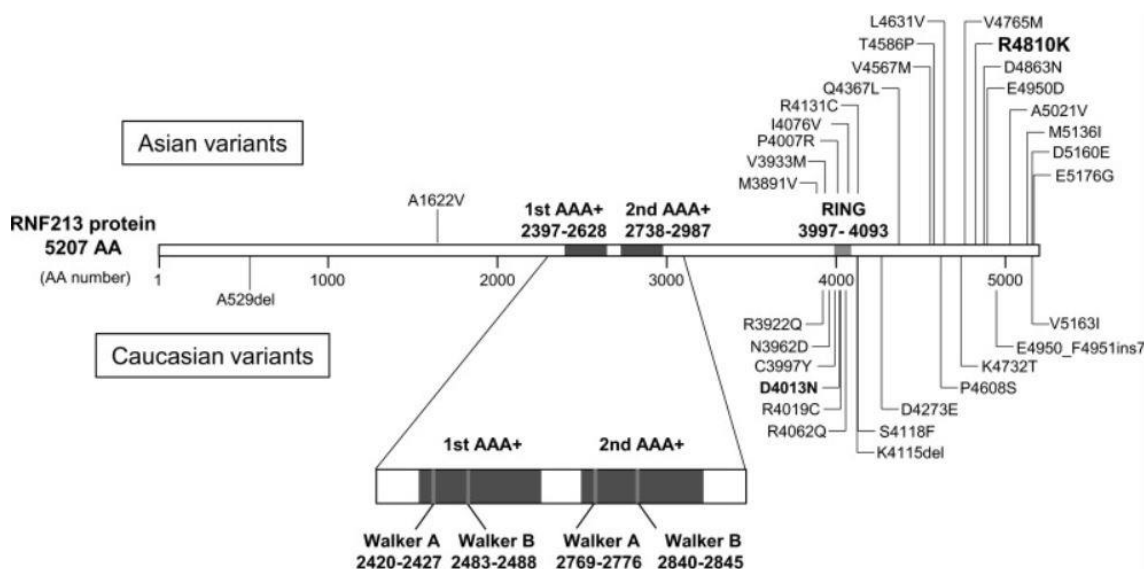 L4631V
V4765M
T4586P
R4810K
V4567M
D4863N
Q4367L
E4950D
R4131C
A5021V
I4076V
M5136I
P4007R
D5160E
V3933M
E5176G
M3891V
Asian variants
A1622V
1st AAA+
2397-2628
2nd AAA+
2738-2987
RING
3997- 4093
RNF213 protein
5207 AA
(AA number)
1
1000
2000
3000
4000
5000
A529del
Caucasian variants
R3922Q
V5163I
N3962D
E4950_F4951ins7
C3997Y
K4732T
D4013N
P4608S
R4019C
D4273E
R4062Q
S4118F
K4115del
1st AAA+
2nd AAA+
Walker A
2420-2427
Walker B
2483-2488
Walker A
2769-2776
Walker B
2840-2845